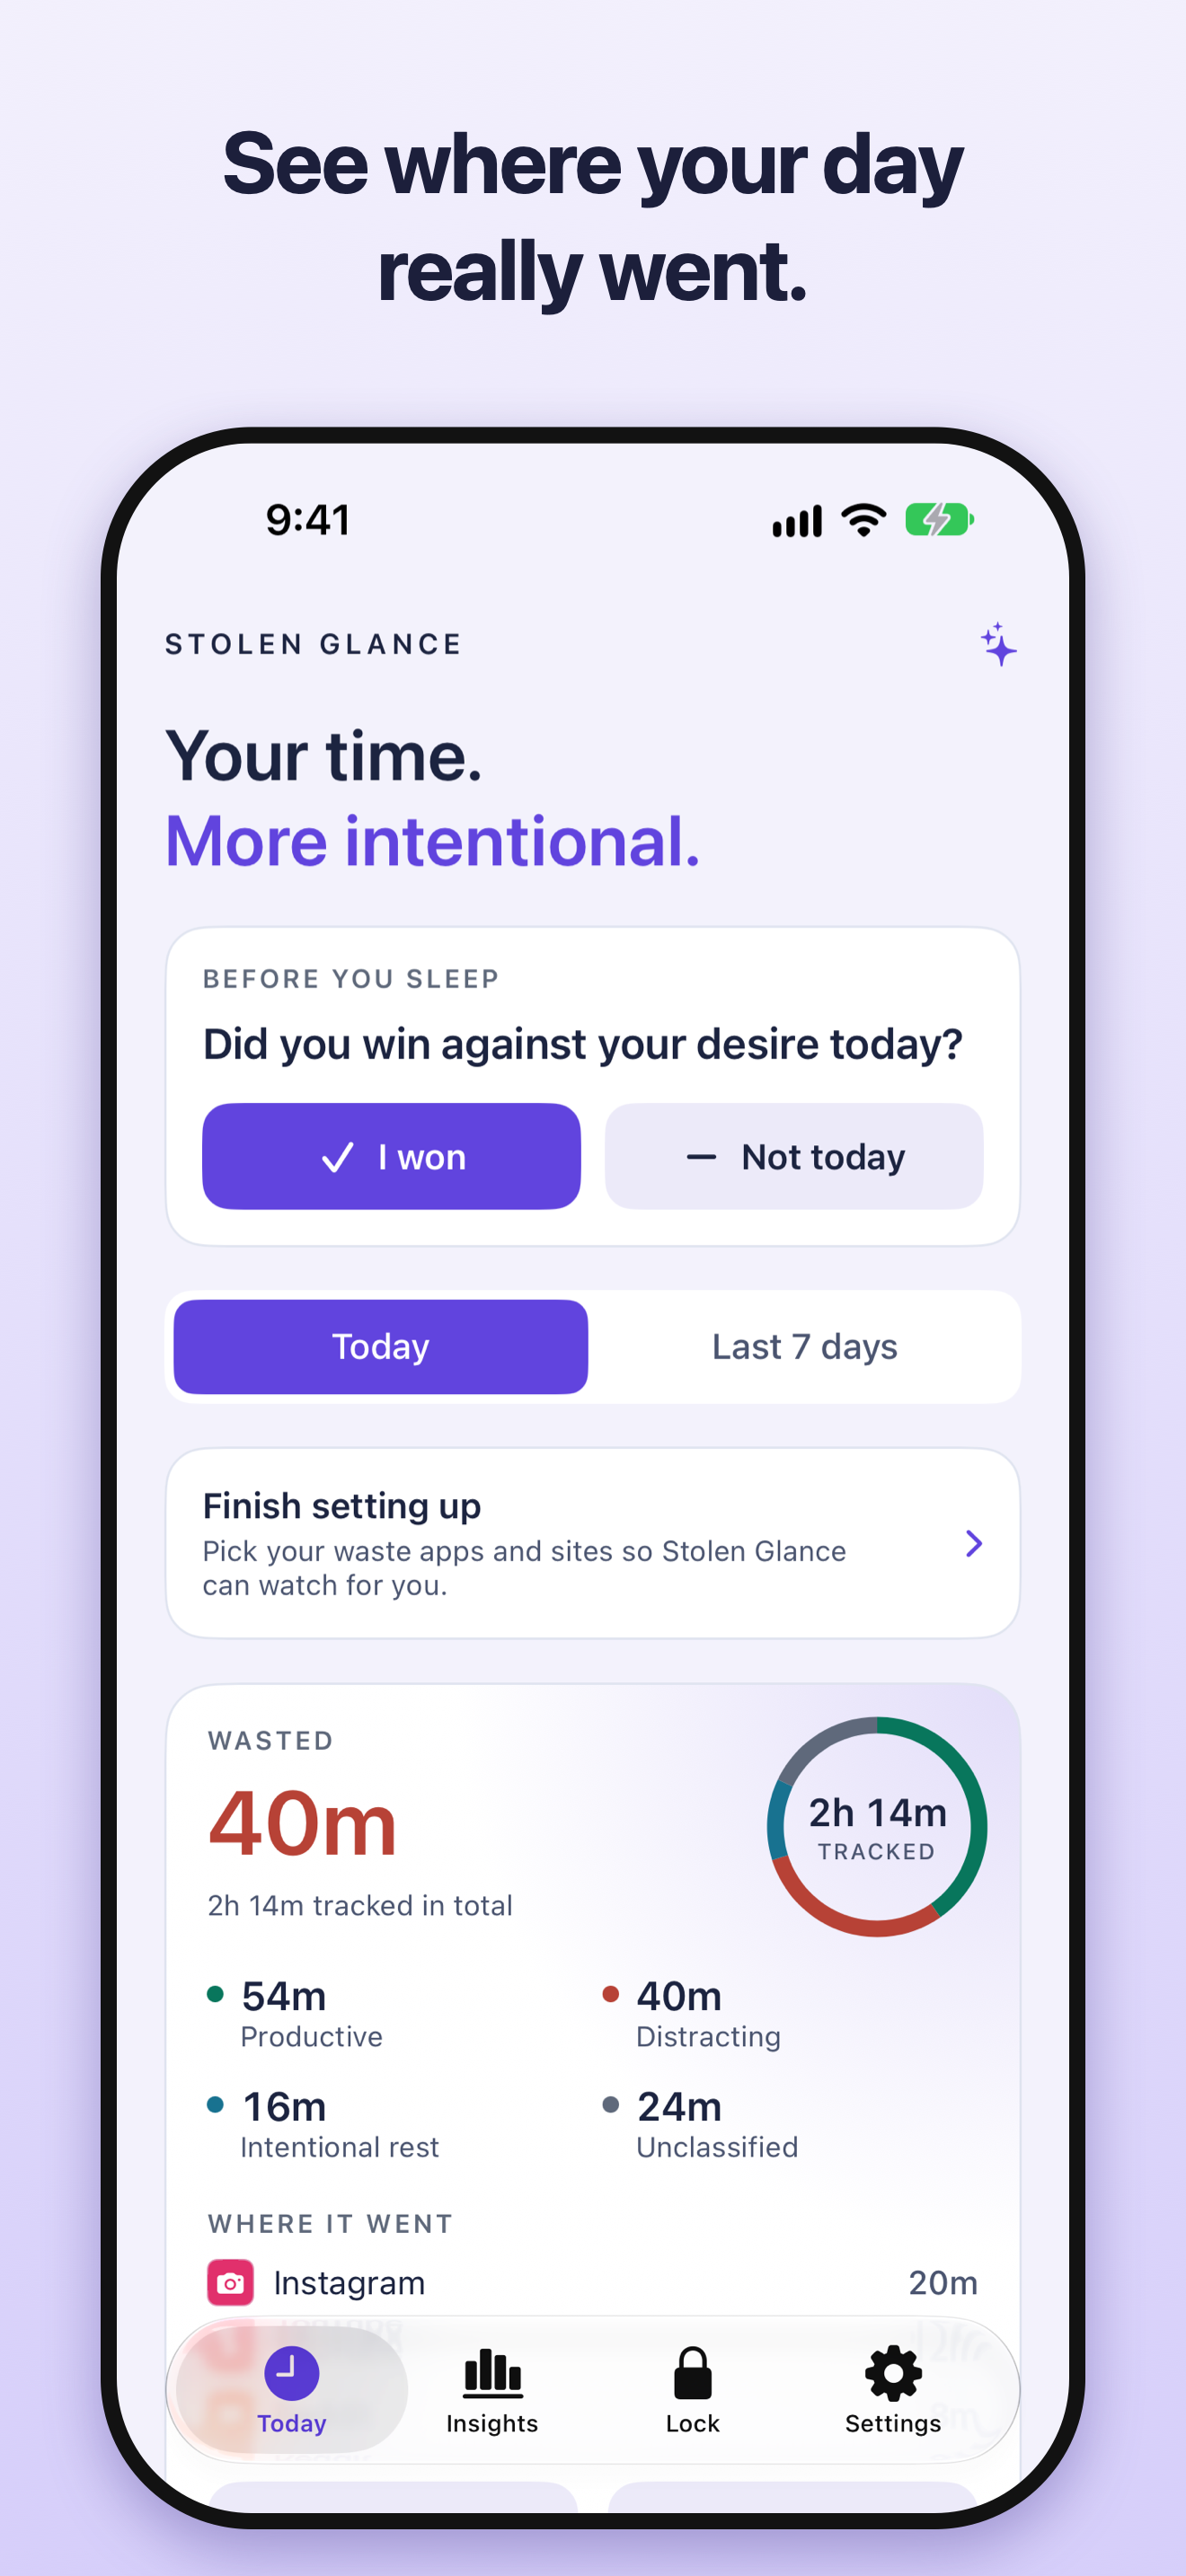 See where your day
really went.
9:41
STOLEN GLANCE
Your time.
More intentional.
BEFORE YOU SLEEP
Did you win against your desire today?
I won
Not today
Today
Last 7 days
Finish setting up
Pick your waste apps and sites so Stolen Glance
can watch for you.
WASTED
40m
2h 14m tracked in total
2h 14m
TRACKED
54m
Productive
40m
Distracting
16m
Intentional rest
24m
Unclassified
WHERE IT WENT
Instagram 20m
Today
Insights
Lock
Settings